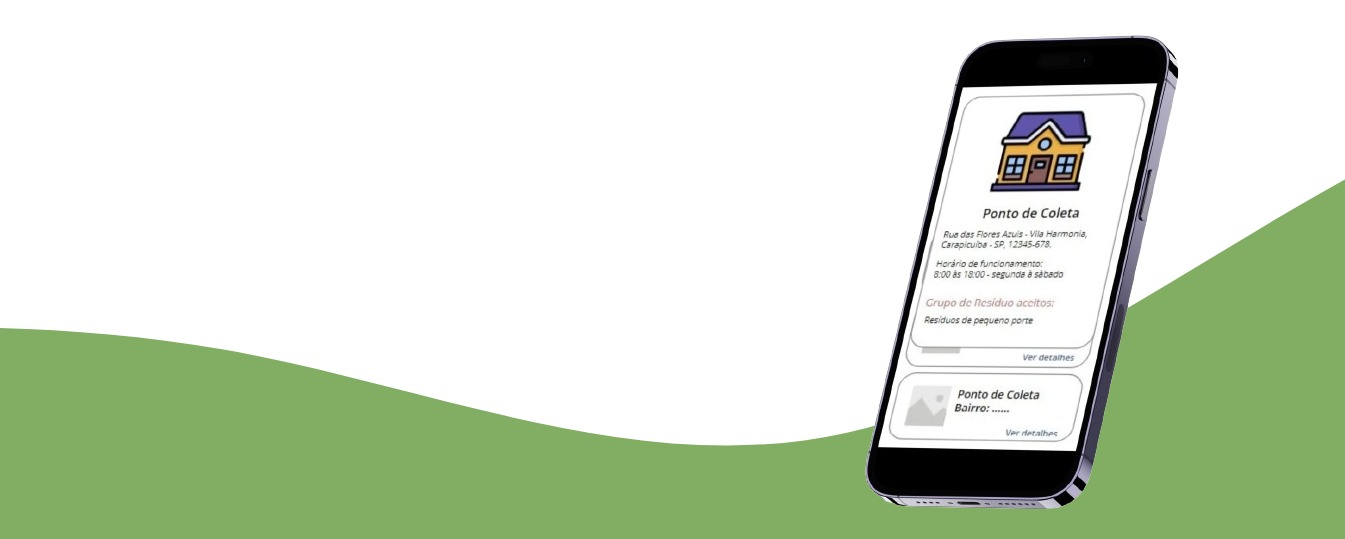 Ponto de Coleta
Rua das Flores Azuis - Vila Harmonia,
Carapicuíba - SP, 12345-678.
Horário de funcionamento:
8:00 às 18:00 - segunda à sábado
Grupo de Resíduo aceitos:
Resíduos de pequeno porte
Ver detalhes
Ponto de Coleta
Bairro: ......
Ver detalhes